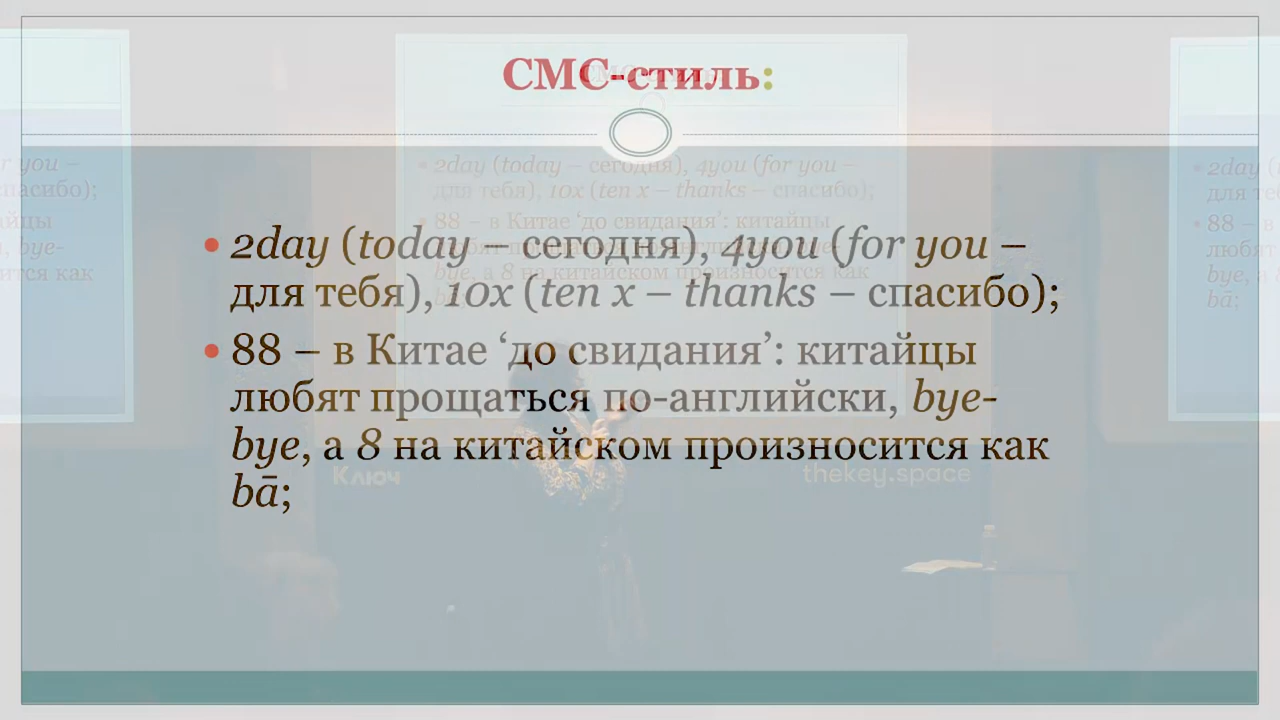 СМС-стиль:
2day (today – сегодня), 4you (for you –
для тебя), 10x (ten x – thanks – спасибо);
88 – в Китае ‘до свидания’: китайцы
любят прощаться по-английски, bye-
bye, а 8 на китайском произносится как
bā;
Ключ
thekey.space